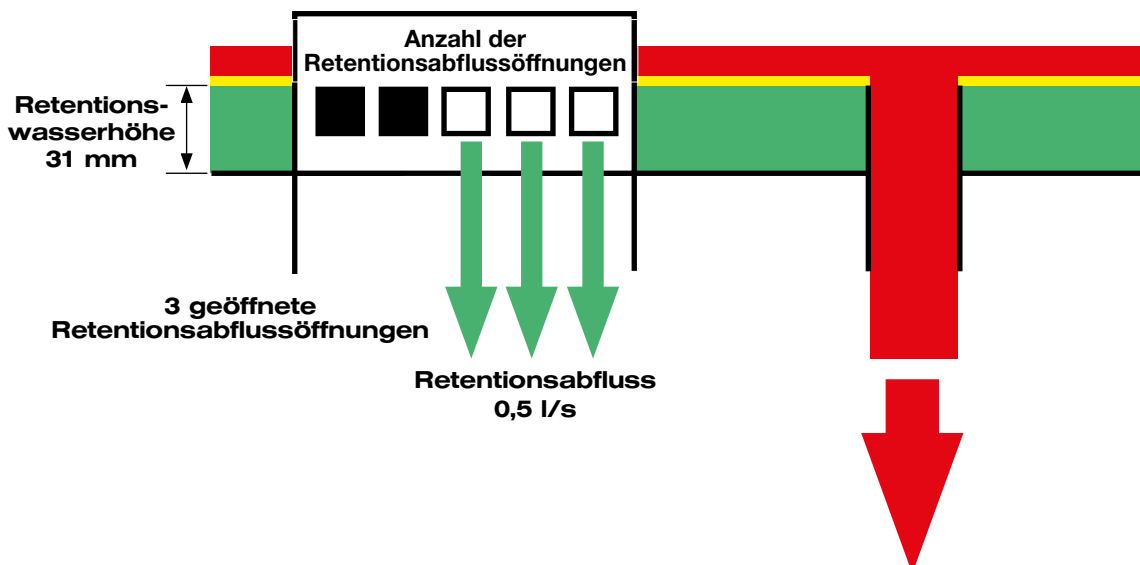 Anzahl der
Retentionsabflussöffnungen
Retentions-
wasserhöhe
31 mm
3 geöffnete
Retentionsabflussöffnungen
Retentionsabfluss
0,5 l/s